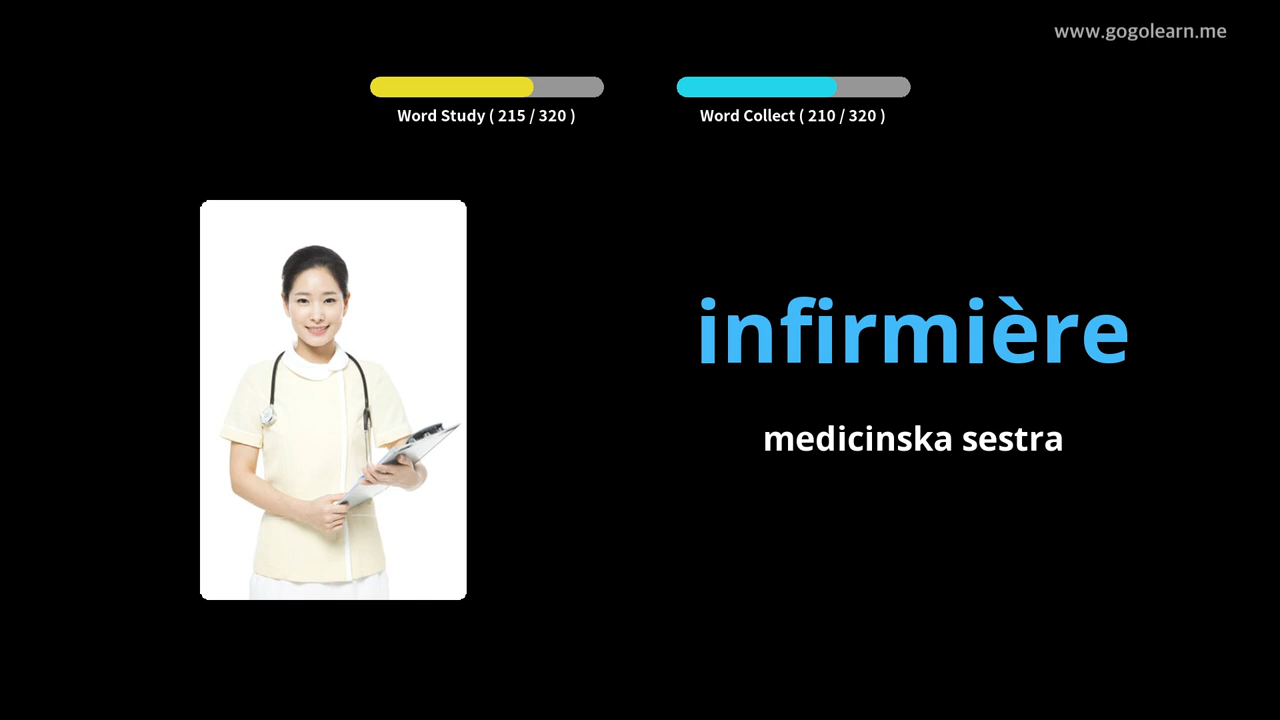 www.gogolearn.me
Word Study ( 215 / 320 )
Word Collect ( 210 / 320 )
infirmière
medicinska sestra